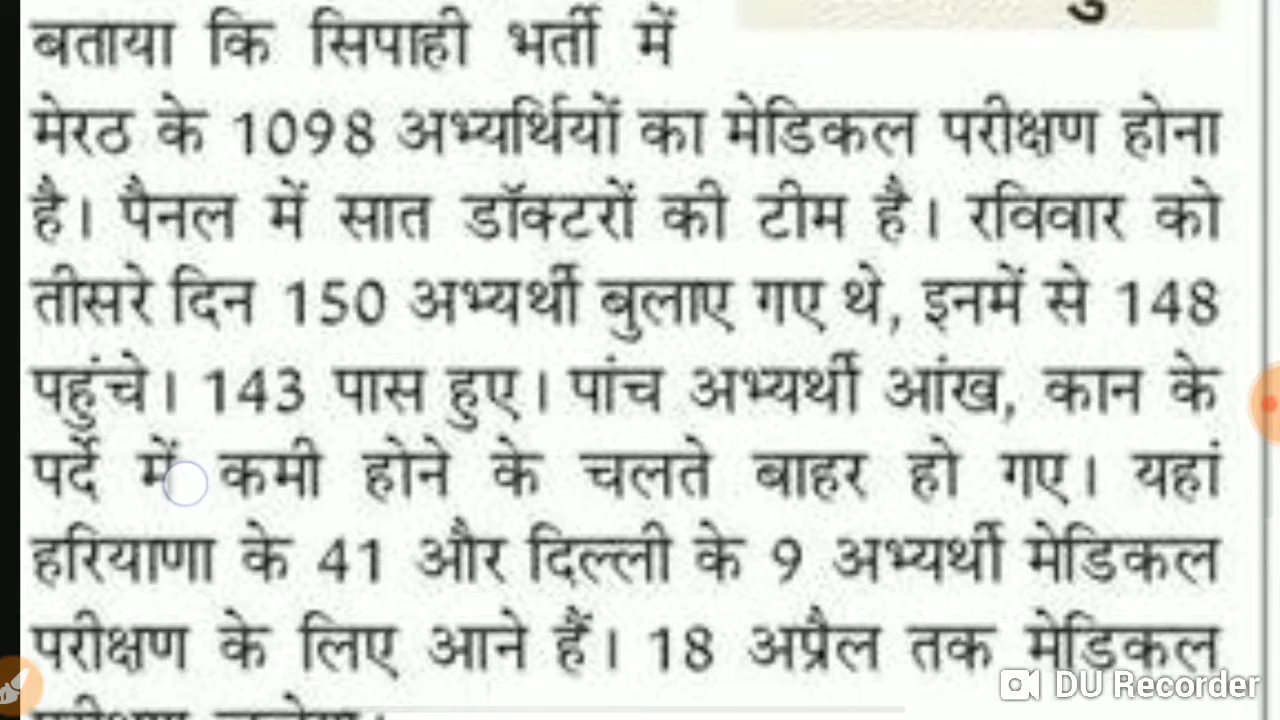 बताया कि सिपाही भर्ती में
मेरठ के 1098 अभ्यर्थियों का मेडिकल परीक्षण होना
है। पैनल में सात डॉक्टरों की टीम है। रविवार को
तीसरे दिन 150 अभ्यर्थी बुलाए गए थे, इनमें से 148
पहुंचे। 143 पास हुए। पांच अभ्यर्थी आंख, कान के
पर्दे में कमी होने के चलते बाहर हो गए। यहां
हरियाणा के 41 और दिल्ली के 9 अभ्यर्थी मेडिकल
परीक्षण के लिए आने हैं। 18 अप्रैल तक मेडिकल
DU Recorder